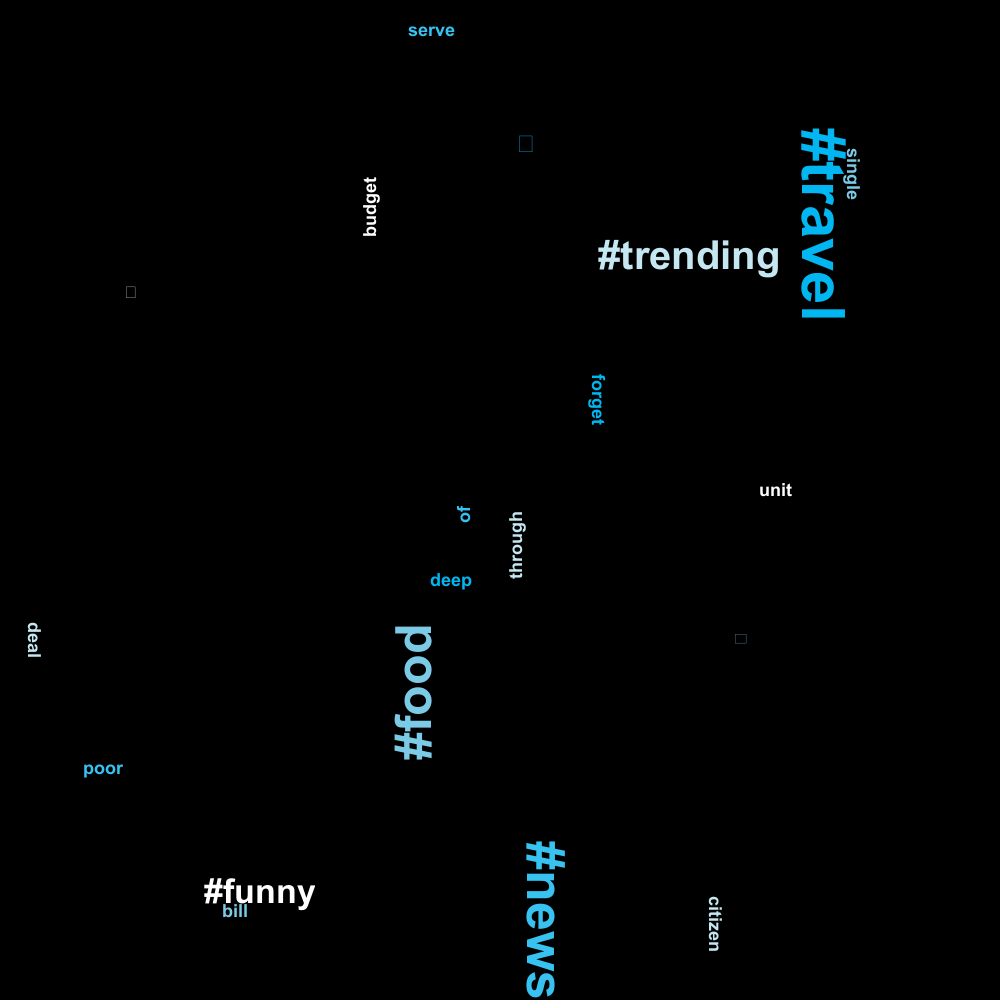 serve
#travel
single
budget
#trending
forget
unit
of
through
deep
deal
#food
poor
#news
#funny
bill
citizen